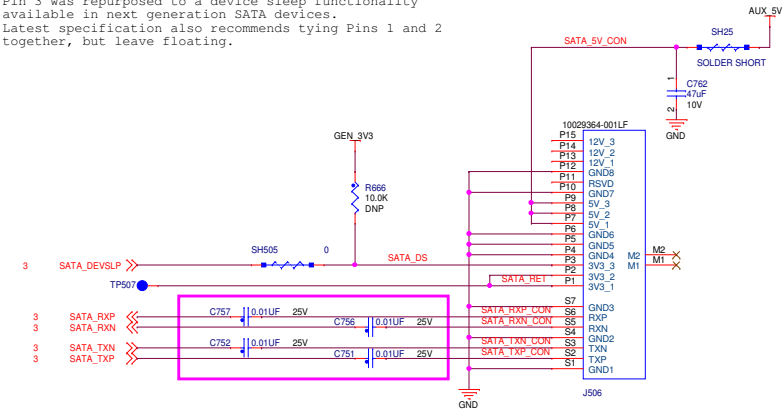 Pin 3 was repurposed to a device sleep functionality
available in next generation SATA devices.
Latest specification also recommends tying Pins 1 and 2
together, but leave floating.
AUX_5V
SH25
SATA_5V_CON
SOLDER SHORT
1
C762
47uF
10V
2
GND
10029364-001LF
P15 12V_3
P14 12V_2
P13 12V_1
P12 GND8
P11 RSVD
P10 GND7
P9 5V_3
P8 5V_2
P7 5V_1
P6 GND6
P5 GND5
P4 GND4
P3 3V3_3
P2 3V3_2
P1 3V3_1
M2 M2
M1 M1
S7 GND3
S6 RXP
S5 RXN
S4 GND2
S3 TXN
S2 TXP
S1 GND1
J506
GEN_3V3
R666
10.0K
DNP
SH505 0
3 SATA_DEVSLP
SATA_DS
TP507
SATA_RET
3 SATA_RXP
C757 0.01UF 25V
SATA_RXP_CON
3 SATA_RXN
C756 0.01UF 25V
SATA_RXN_CON
3 SATA_TXN
C752 0.01UF 25V
SATA_TXN_CON
3 SATA_TXP
C751 0.01UF 25V
SATA_TXP_CON
GND